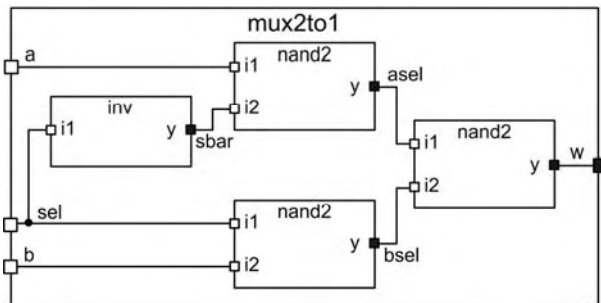 mux2to1
a
nand2
i1
y
asel
inv
i2
nand2
i1
y
sbar
i1
y
w
i2
sel
nand2
i1
y
bsel
b
i2